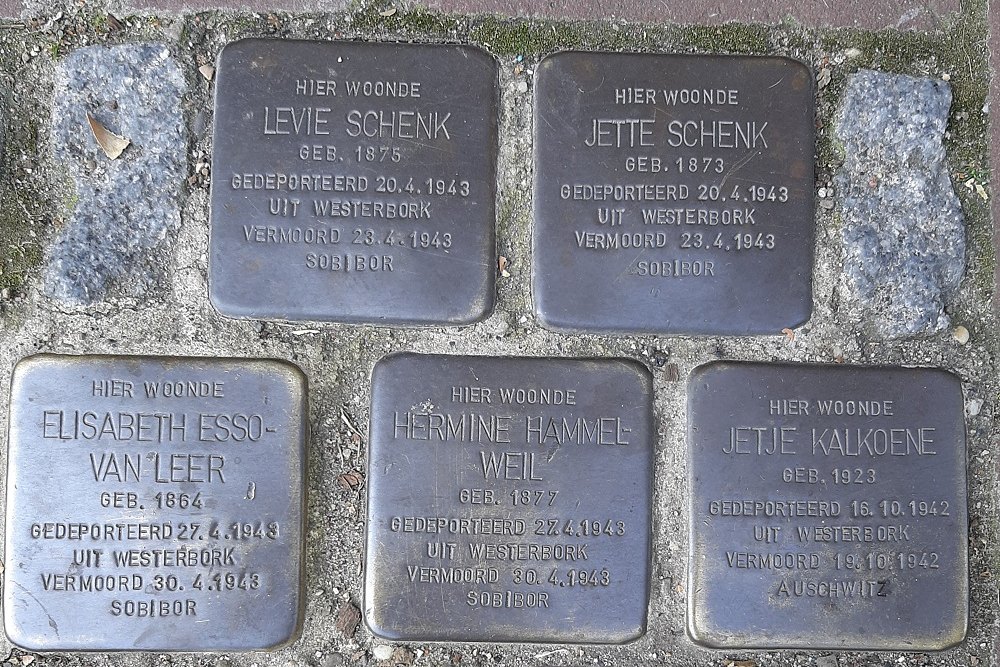 HIER WOONDE
LEVIE SCHENK
GEB. 1875
GEDEPORTEERD 20.4.1943
UIT WESTERBORK
VERMOORD 23.4.1943
SOBIBOR
HIER WOONDE
JETTE SCHENK
GEB. 1873
GEDEPORTEERD 20.4.1943
UIT WESTERBORK
VERMOORD 23.4.1943
SOBIBOR
HIER WOONDE
ELISABETH ESSO-
VAN LEER
GEB. 1864
GEDEPORTEERD 27.4.1943
UIT WESTERBORK
VERMOORD 30.4.1943
SOBIBOR
HIER WOONDE
HERMINE HAMMEL-
WEIL
GEB. 1877
GEDEPORTEERD 27.4.1943
UIT WESTERBORK
VERMOORD 30.4.1943
SOBIBOR
HIER WOONDE
JETJE KALKOENE
GEB. 1923
GEDEPORTEERD 16.10.1942
UIT WESTERBORK
VERMOORD 19.10.1942
AUSCHWITZ